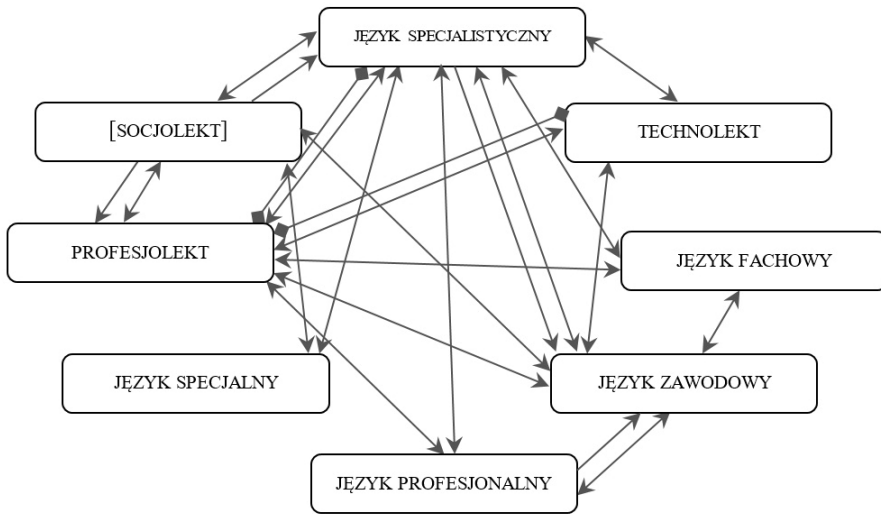 JĘZYK SPECJALISTYCZNY
[SOCJOLEKT]
TECHNOLEKT
PROFESJOLEKT
JĘZYK FACHOWY
JĘZYK SPECJALNY
JĘZYK ZAWODOWY
JĘZYK PROFESJONALNY